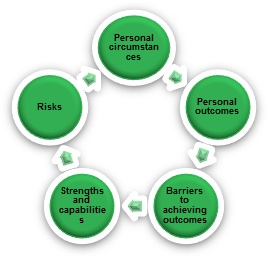 Personal
circumstan
ces
Personal
outcomes
Barriers
to
achieving
outcomes
Strengths
and
capabilitie
s
Risks